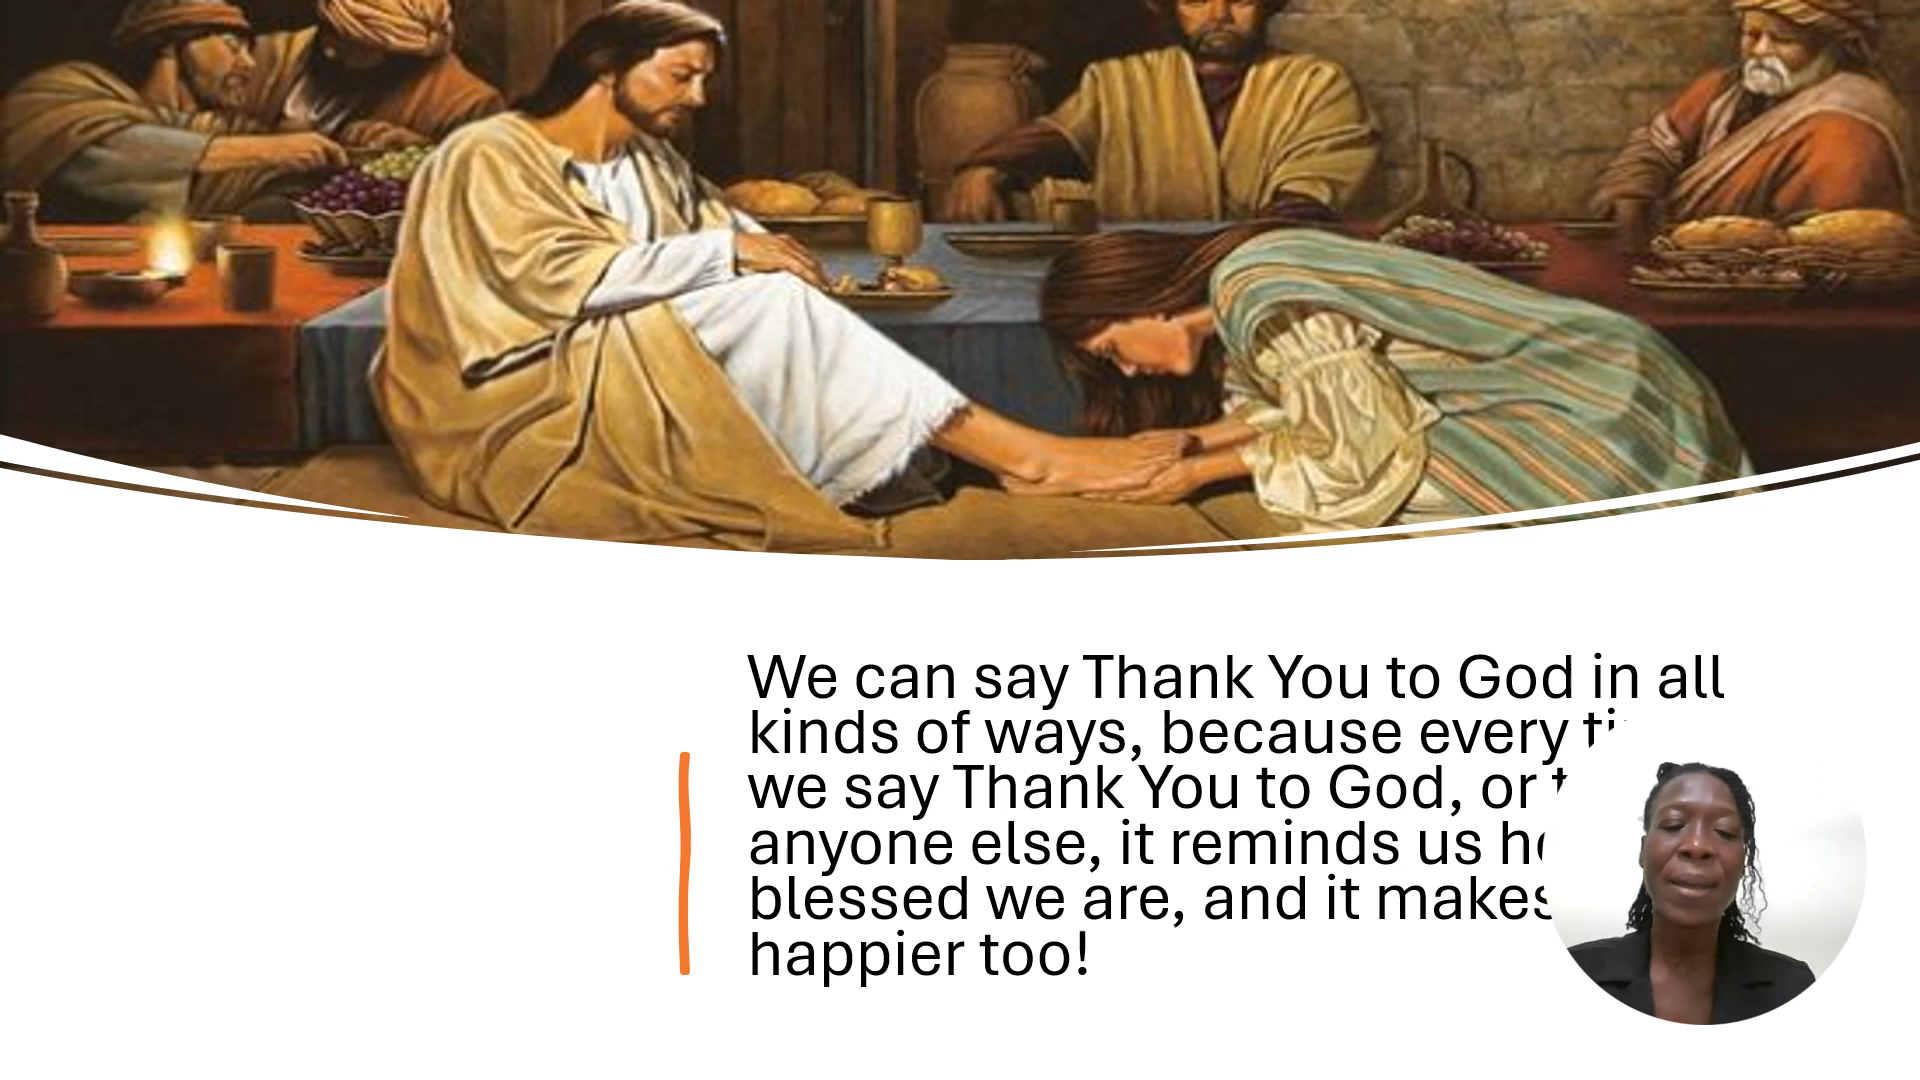 We can say Thank You to God in all
kinds of ways, because every
we say Thank You to God, or
anyone else, it reminds us
blessed we are, and it makes
happier too!